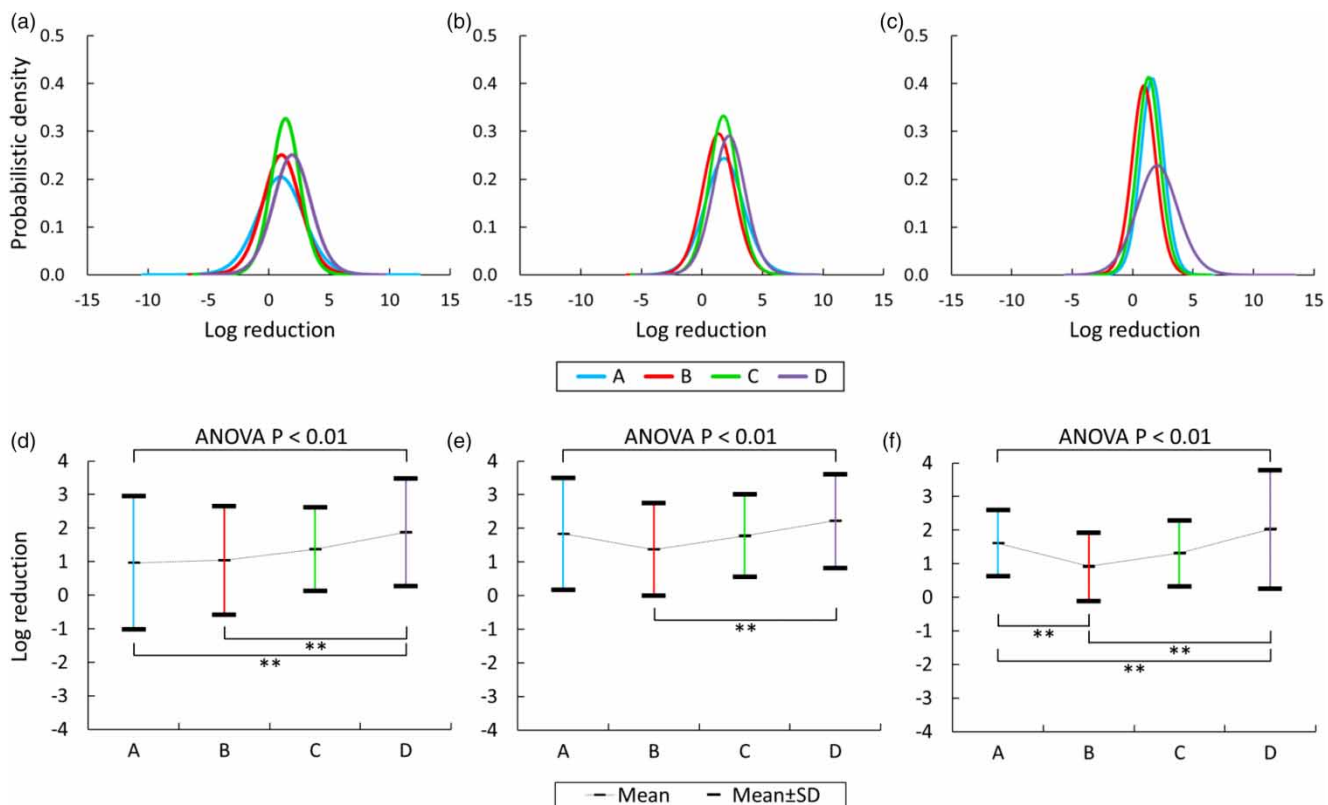 (a) (b) (c)
Probabilistic density
0.5 0.5 0.5
0.4 0.4 0.4
0.3 0.3 0.3
0.2 0.2 0.2
0.1 0.1 0.1
0.0 0.0 0.0
-15 -10 -5 0 5 10 15 -15 -10 -5 0 5 10 15 -15 -10 -5 0 5 10 15
Log reduction Log reduction Log reduction
A B C D
(d) (e) (f)
ANOVA P < 0.01 ANOVA P < 0.01 ANOVA P < 0.01
Log reduction
4 4 4
3 3 3
2 2 2
1 1 1
0 0 0
-1 -1 -1
** ** ** **
-2 -2 -2
** **
-3 -3 -3
-4 -4 -4
A B C D A B C D A B C D
Mean Mean±SD